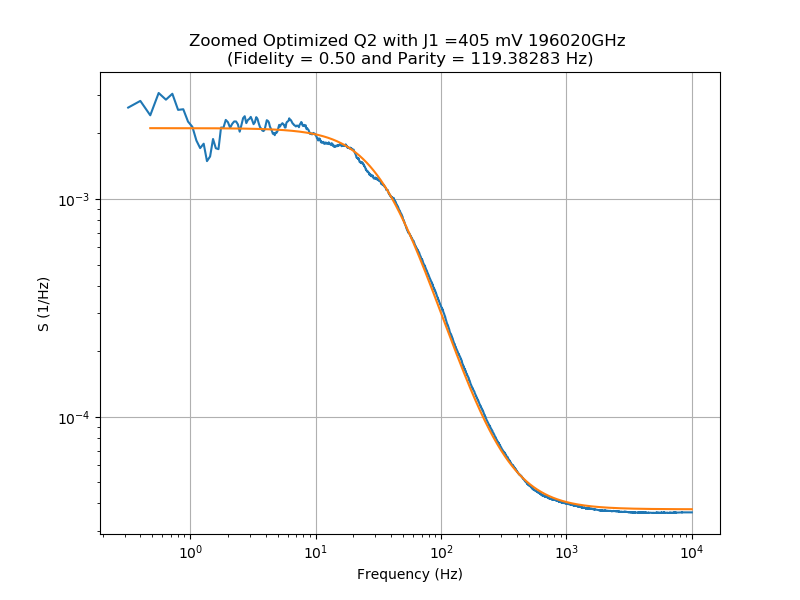 Zoomed Optimized Q2 with J1 =405 mV 196020GHz
(Fidelity = 0.50 and Parity = 119.38283 Hz)
S (1/Hz)
10⁻³
10⁻⁴
10⁰ 10¹ 10² 10³ 10⁴
Frequency (Hz)